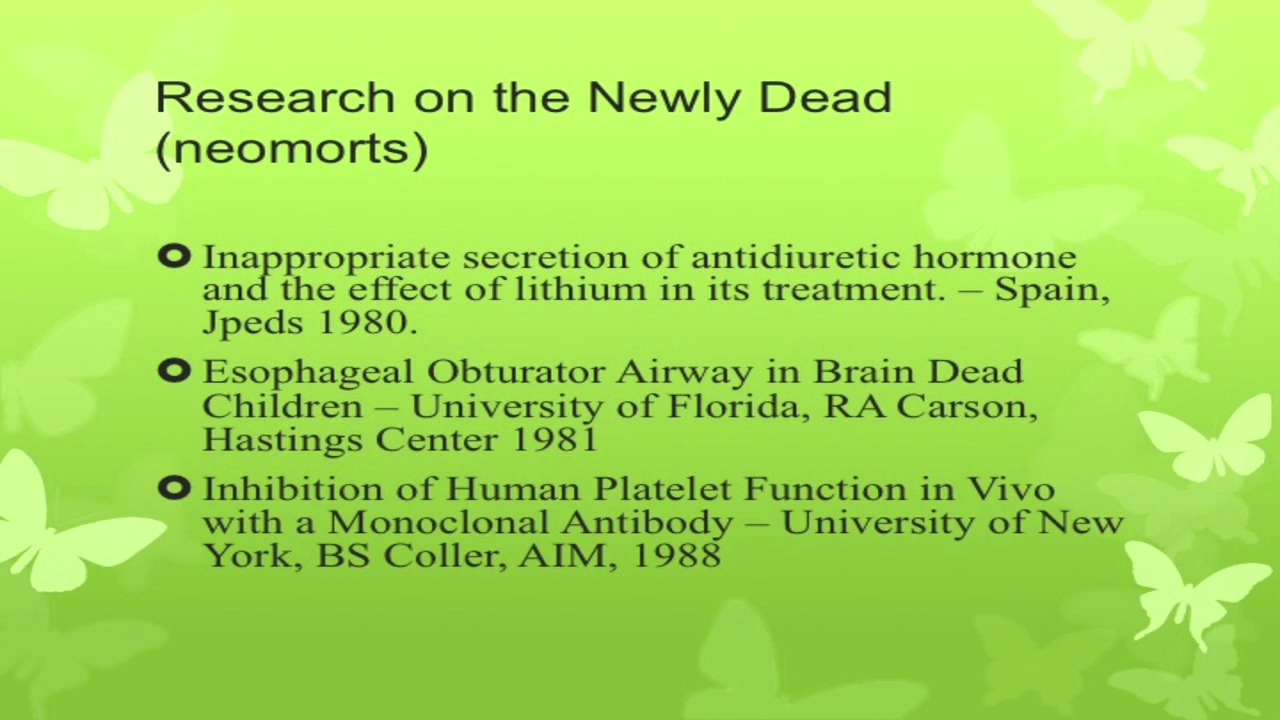 Research on the Newly Dead
(neomorts)
Inappropriate secretion of antidiuretic hormone
and the effect of lithium in its treatment. – Spain,
Jpeds 1980.
Esophageal Obturator Airway in Brain Dead
Children – University of Florida, RA Carson,
Hastings Center 1981
Inhibition of Human Platelet Function in Vivo
with a Monoclonal Antibody – University of New
York, BS Coller, AIM, 1988